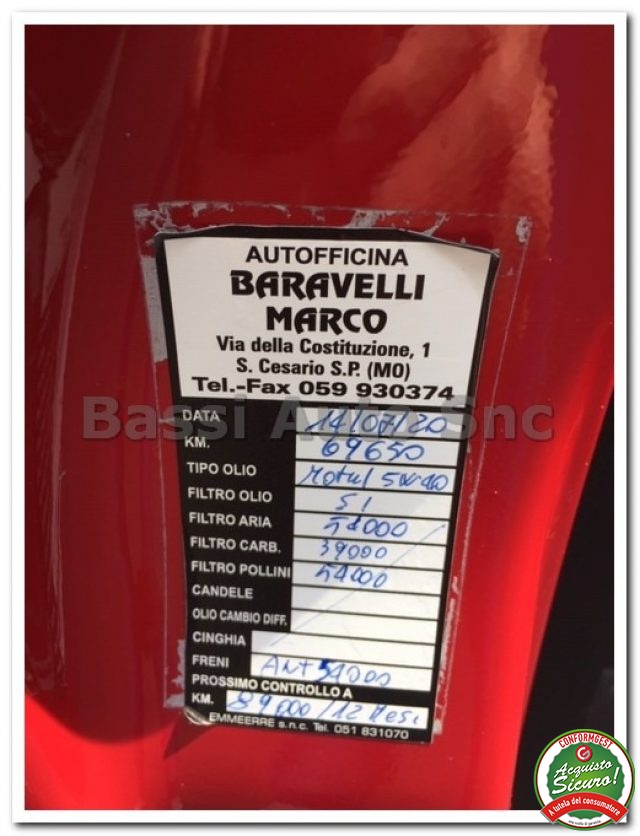 AUTOFFICINA
BARAVELLI
MARCO
Via della Costituzione, 1
S. Cesario S.P. (MO)
Tel.-Fax 059 930374
Bassi Auto Snc
DATA 14/07/20
KM. 69650
TIPO OLIO Motul 5W40
FILTRO OLIO SI
FILTRO ARIA 54000
FILTRO CARB. 39000
FILTRO POLLINI 54000
CANDELE
OLIO CAMBIO DIFF.
CINGHIA
FRENI ANT 54000
PROSSIMO CONTROLLO A
KM. 89000/12 Mesi
EMMEERRE s.n.c. Tel. 051 831070
CONFORMGEST
Acquisto
Sicuro!
A tutela del consumatore